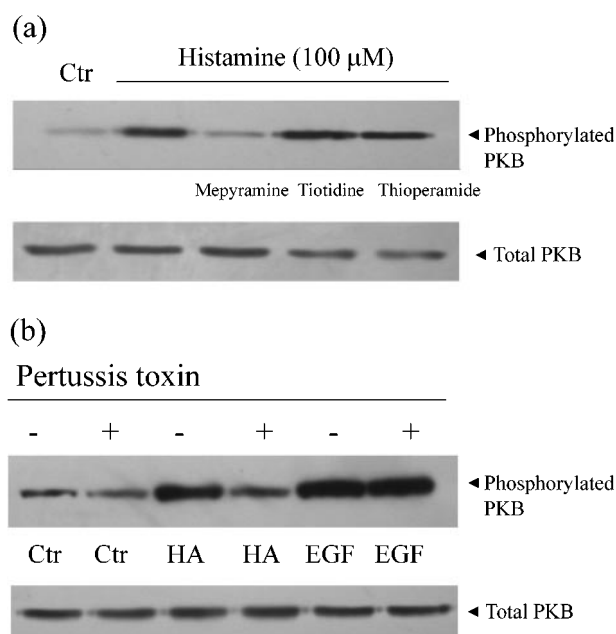 (a)
Histamine (100 μM)
Ctr
◄ Phosphorylated
PKB
Mepyramine Tiotidine Thioperamide
◄ Total PKB
(b)
Pertussis toxin
- + - + - +
◄ Phosphorylated
PKB
Ctr Ctr HA HA EGF EGF
◄ Total PKB